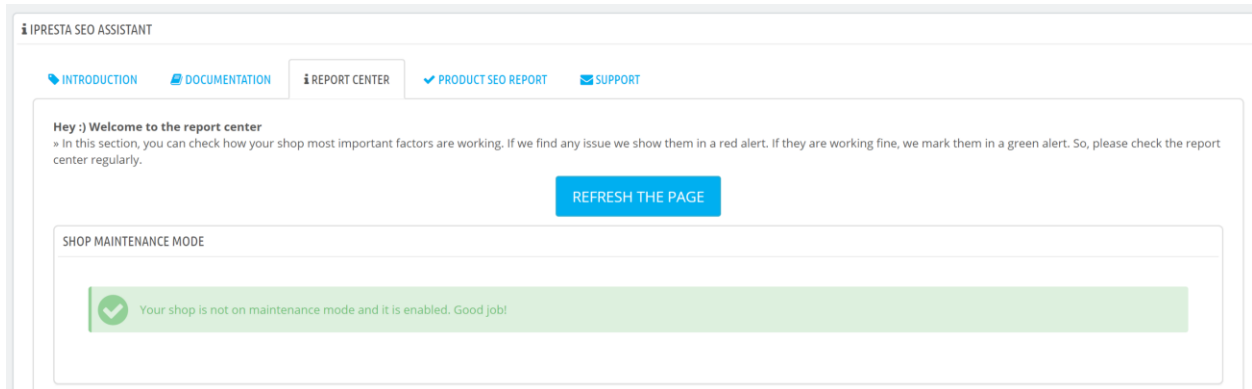 IPRESTA SEO ASSISTANT
INTRODUCTION DOCUMENTATION REPORT CENTER PRODUCT SEO REPORT SUPPORT
Hey :) Welcome to the report center
» In this section, you can check how your shop most important factors are working. If we find any issue we show them in a red alert. If they are working fine, we mark them in a green alert. So, please check the report
center regularly.
REFRESH THE PAGE
SHOP MAINTENANCE MODE
Your shop is not on maintenance mode and it is enabled. Good job!